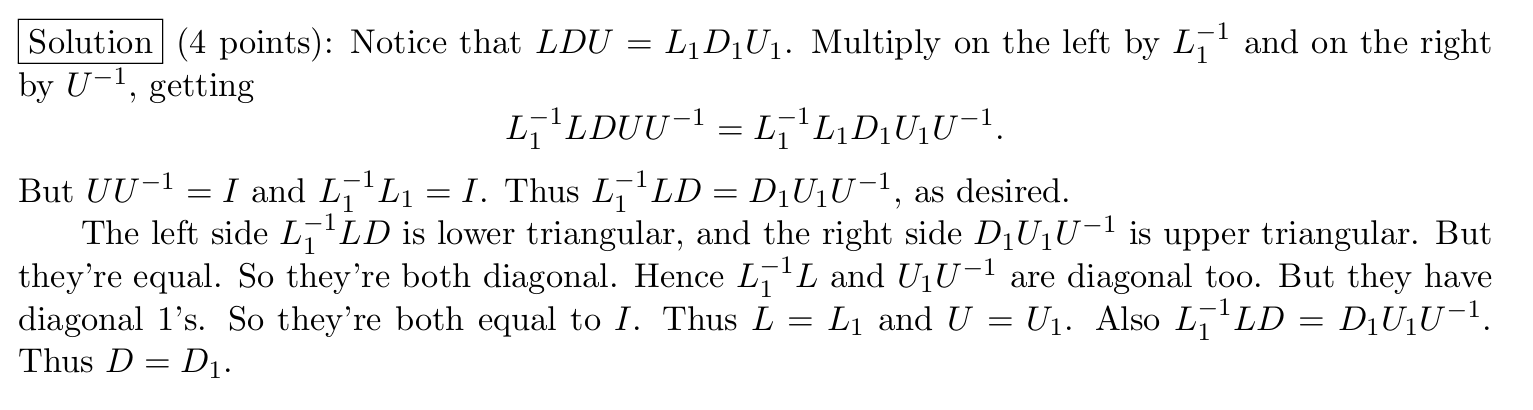 Solution (4 points): Notice that $LDU = L_1D_1U_1$. Multiply on the left by $L_1^{-1}$ and on the right
by $U^{-1}$, getting
$L_1^{-1}LDUU^{-1} = L_1^{-1}L_1D_1U_1U^{-1}.$
But $UU^{-1} = I$ and $L_1^{-1}L_1 = I$. Thus $L_1^{-1}LD = D_1U_1U^{-1}$, as desired.
The left side $L_1^{-1}LD$ is lower triangular, and the right side $D_1U_1U^{-1}$ is upper triangular. But
they're equal. So they're both diagonal. Hence $L_1^{-1}L$ and $U_1U^{-1}$ are diagonal too. But they have
diagonal 1's. So they're both equal to $I$. Thus $L = L_1$ and $U = U_1$. Also $L_1^{-1}LD = D_1U_1U^{-1}$.
Thus $D = D_1$.